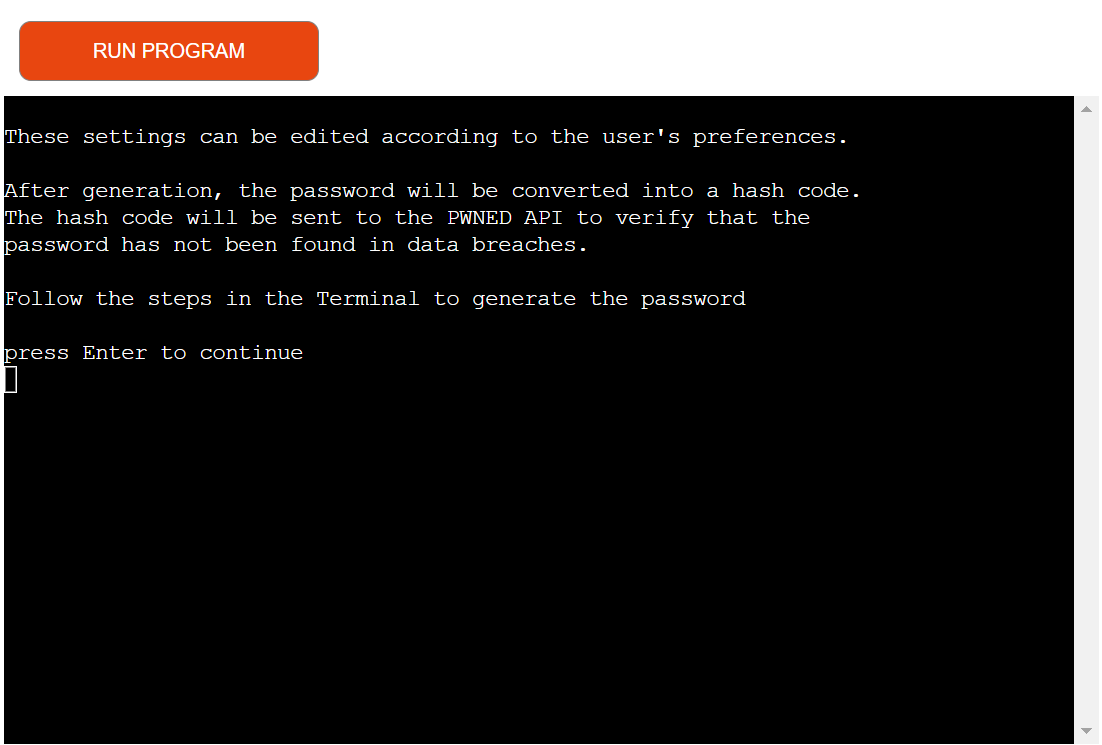 RUN PROGRAM
These settings can be edited according to the user's preferences.
After generation, the password will be converted into a hash code.
The hash code will be sent to the PWNED API to verify that the
password has not been found in data breaches.
Follow the steps in the Terminal to generate the password
press Enter to continue